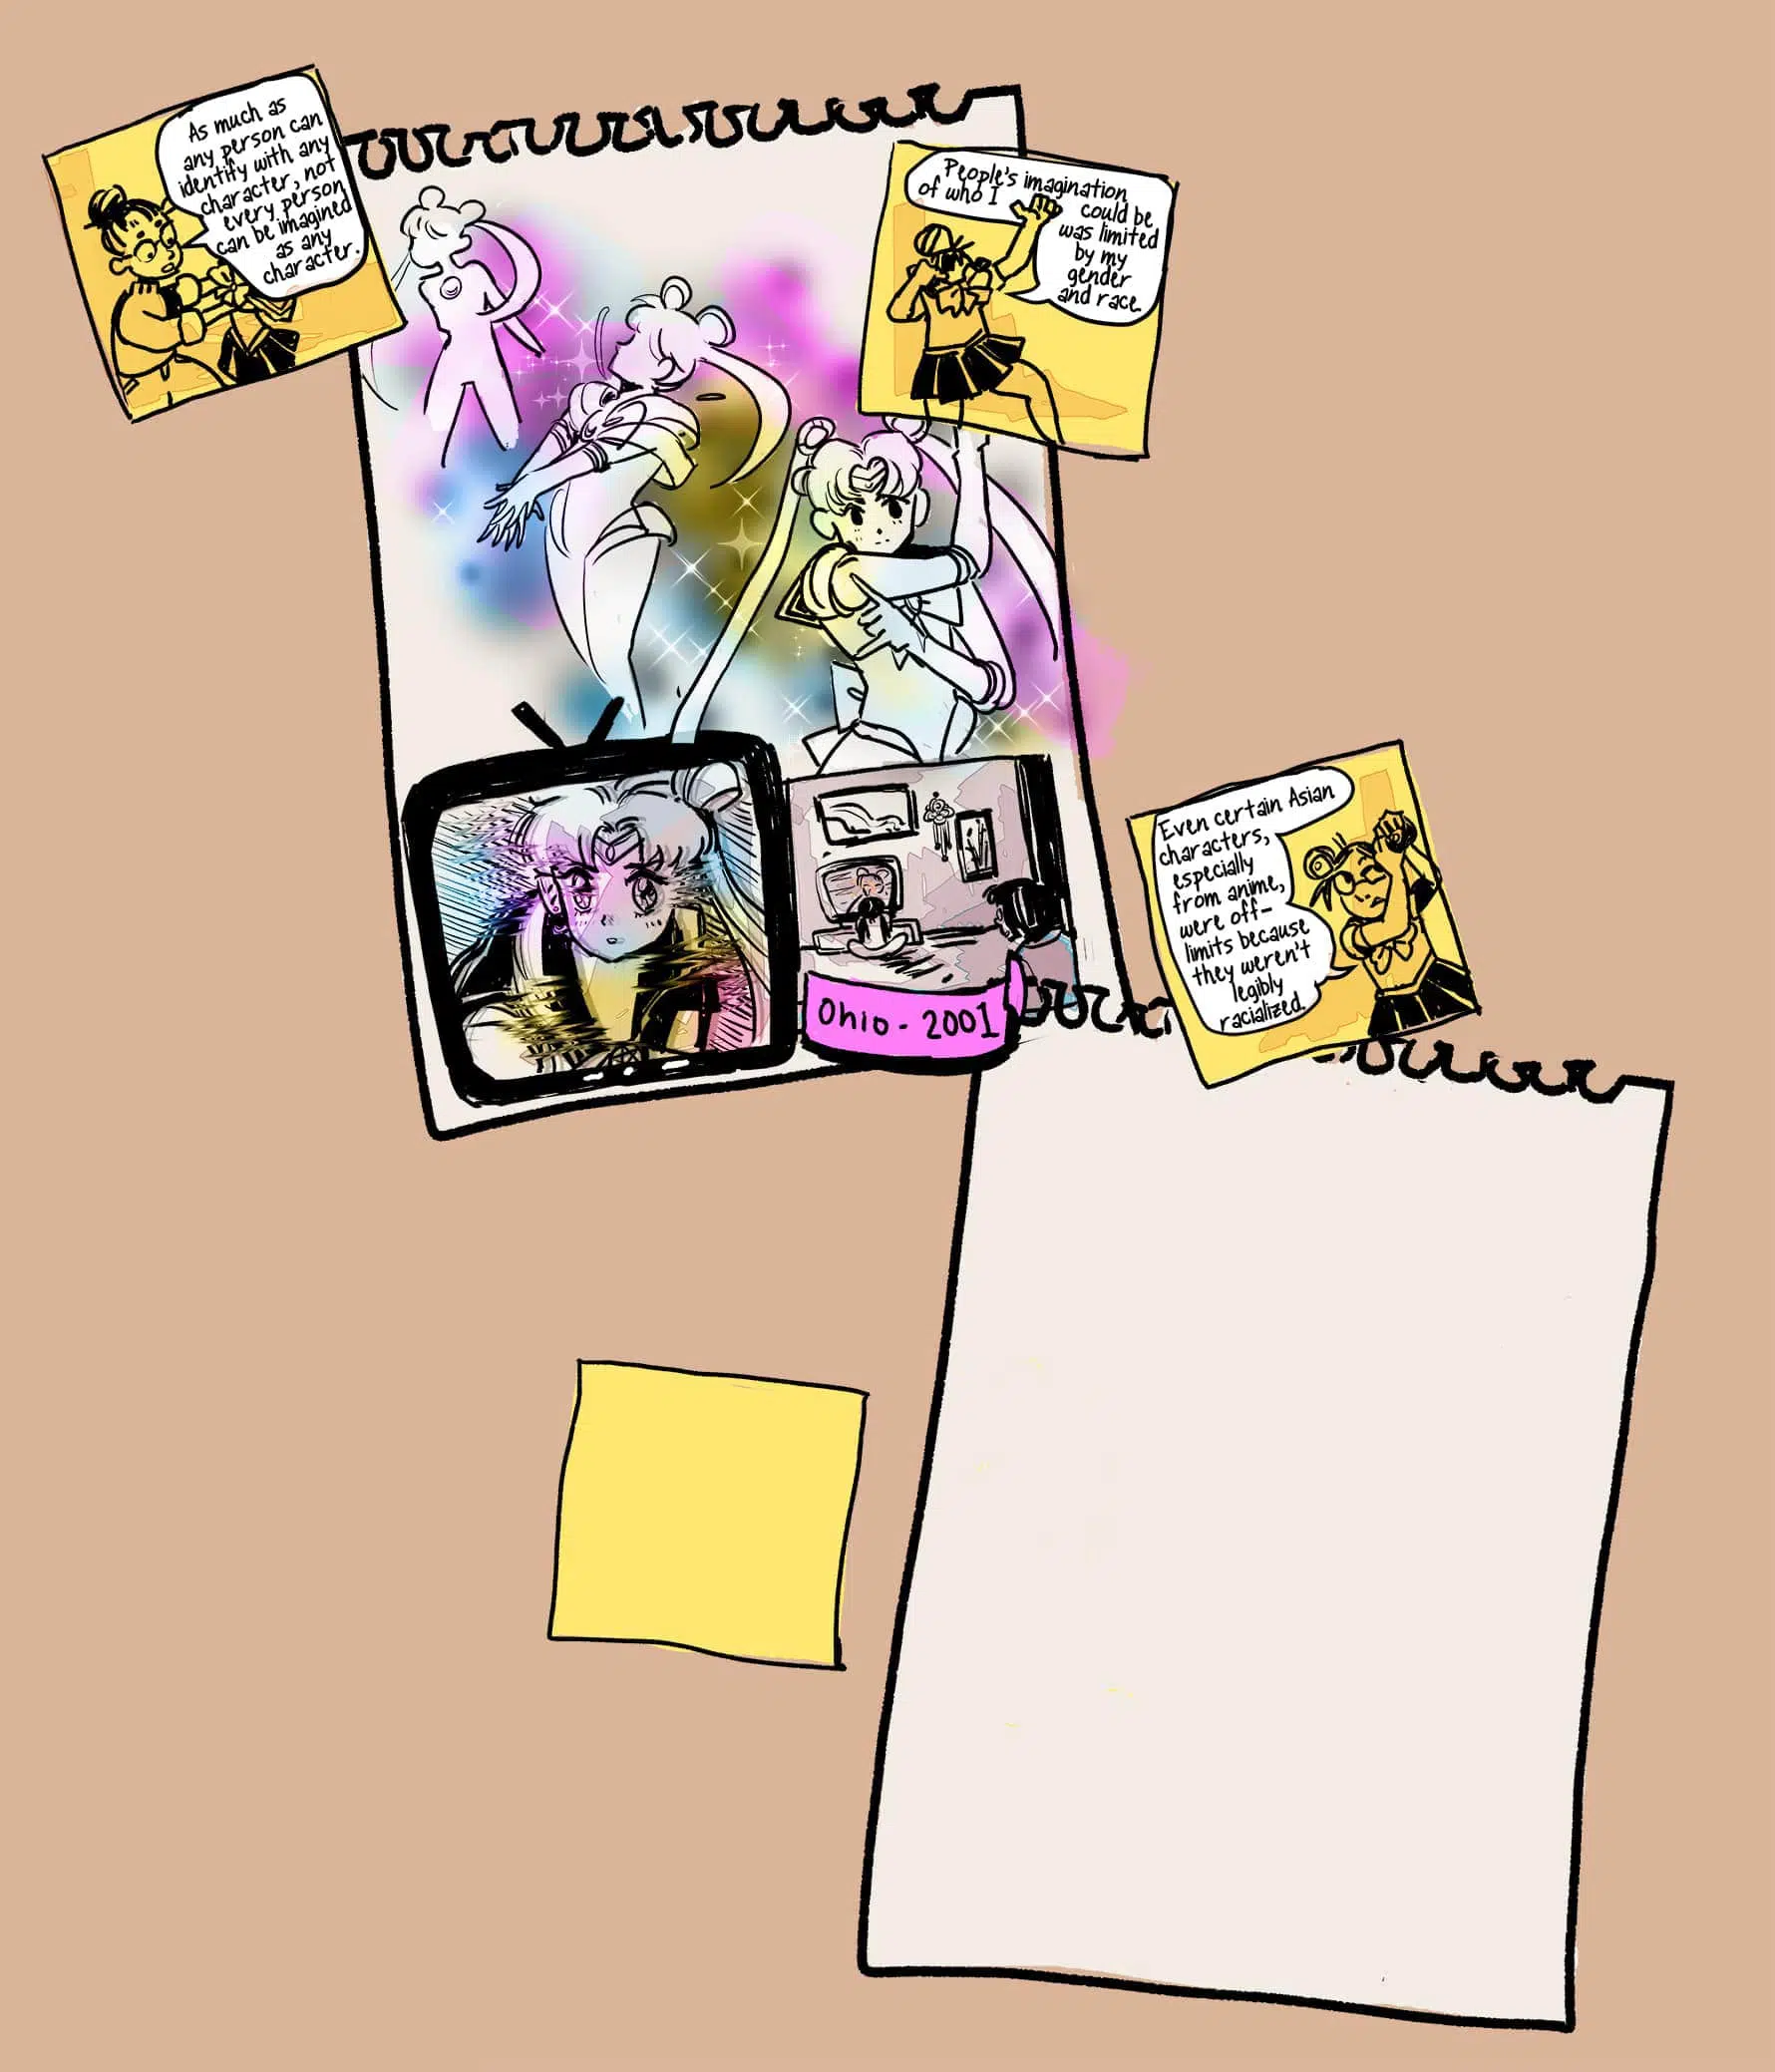 As much as
any person can
identify with any
character, not
every person
can be imagined
as any
character.
People's imagination
of who I
could be
was limited
by my
gender
and race
Ohio - 2001
Even certain Asian
characters,
especially
from anime,
were off-
limits because
they weren't
legibly
racialized.